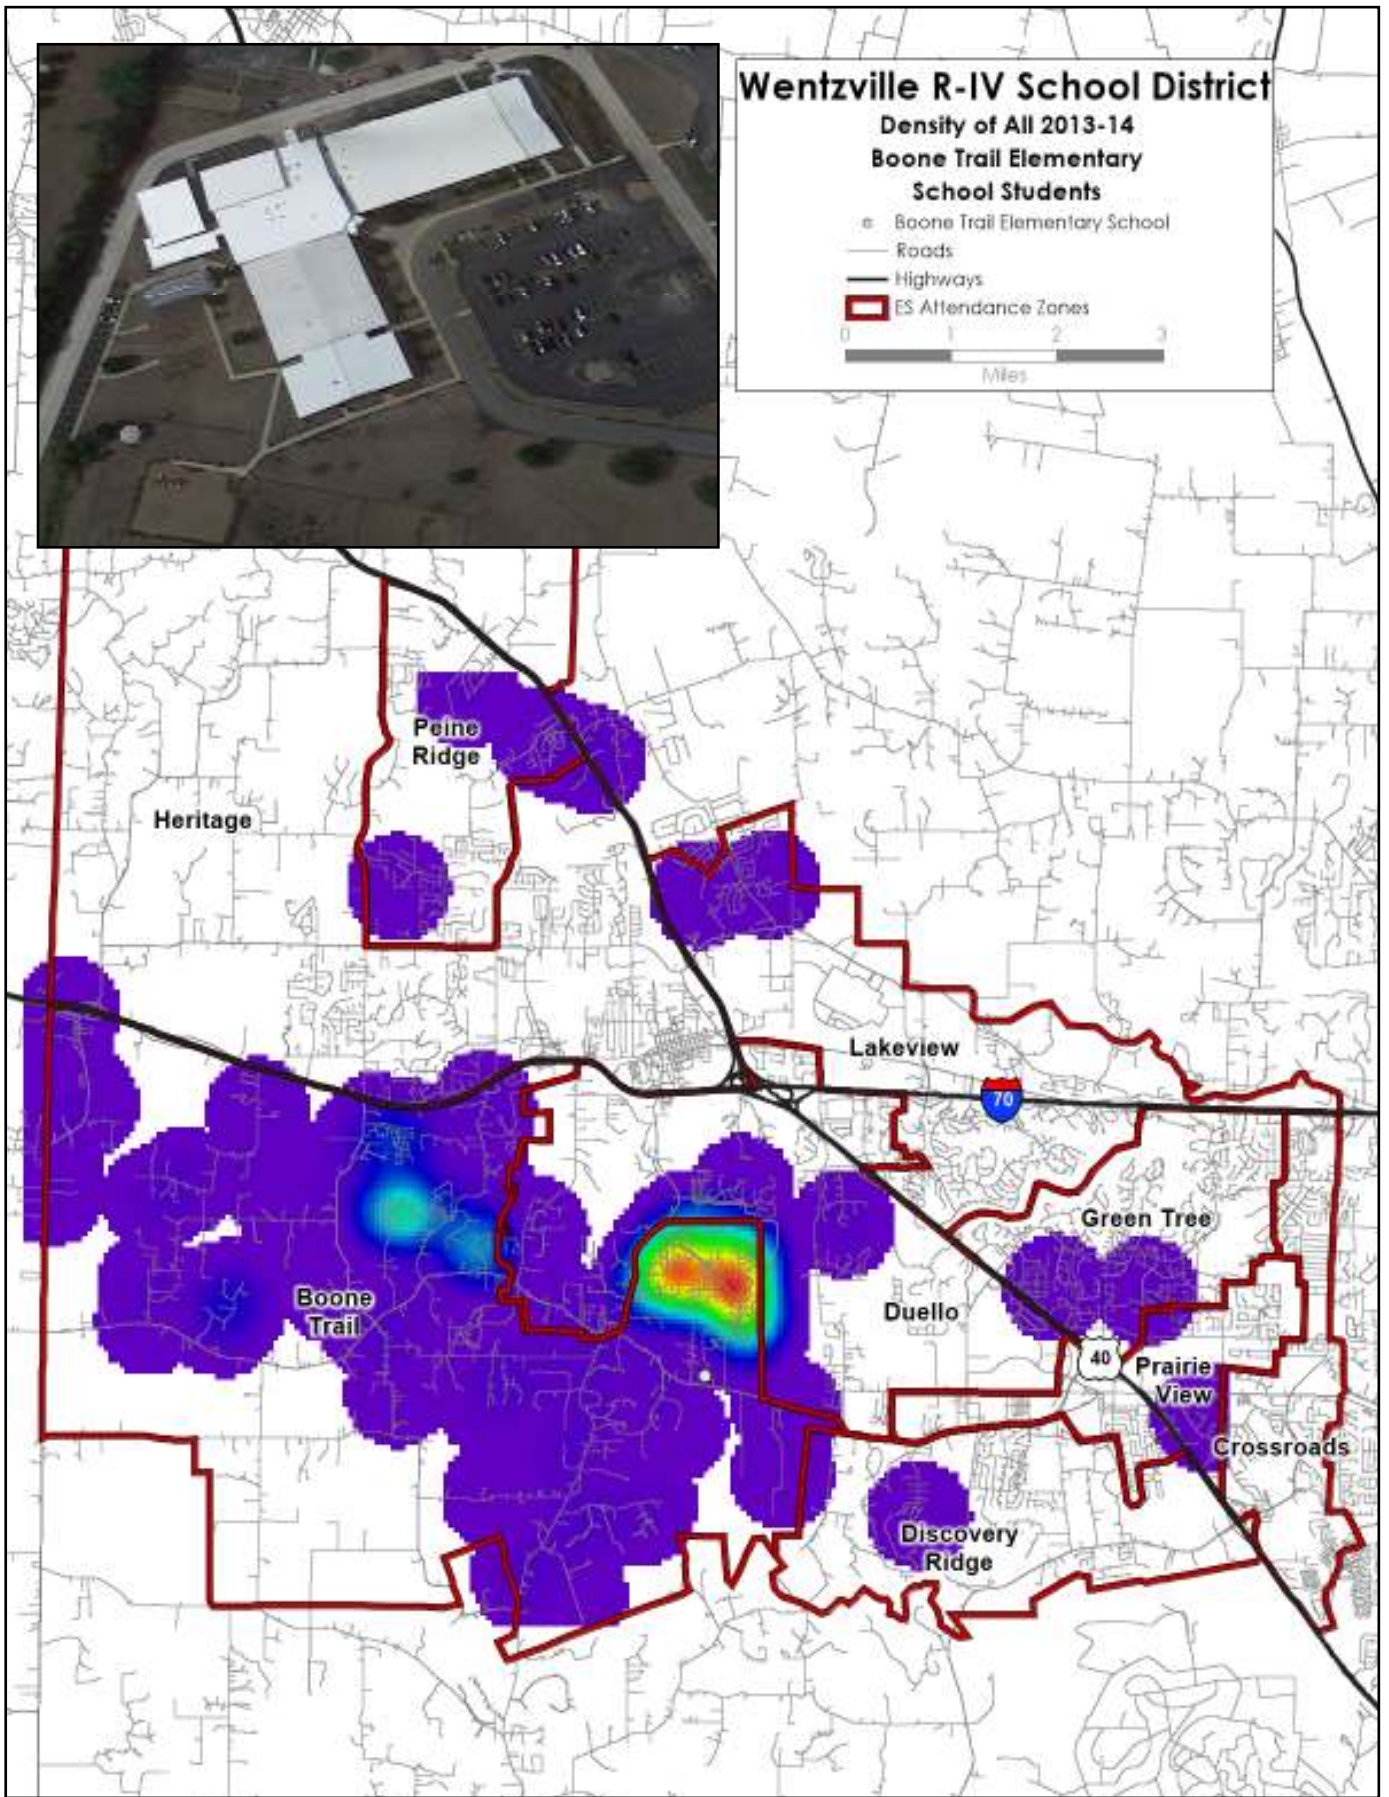 Wentzville R-IV School District
Density of All 2013-14
Boone Trail Elementary
School Students
Boone Trail Elementary School
Roads
Highways
ES Attendance Zones
0 1 2 3
Miles
Peine
Ridge
Heritage
Lakeview
70
Green Tree
Boone
Trail
Duello
40
Prairie
View
Crossroads
Discovery
Ridge